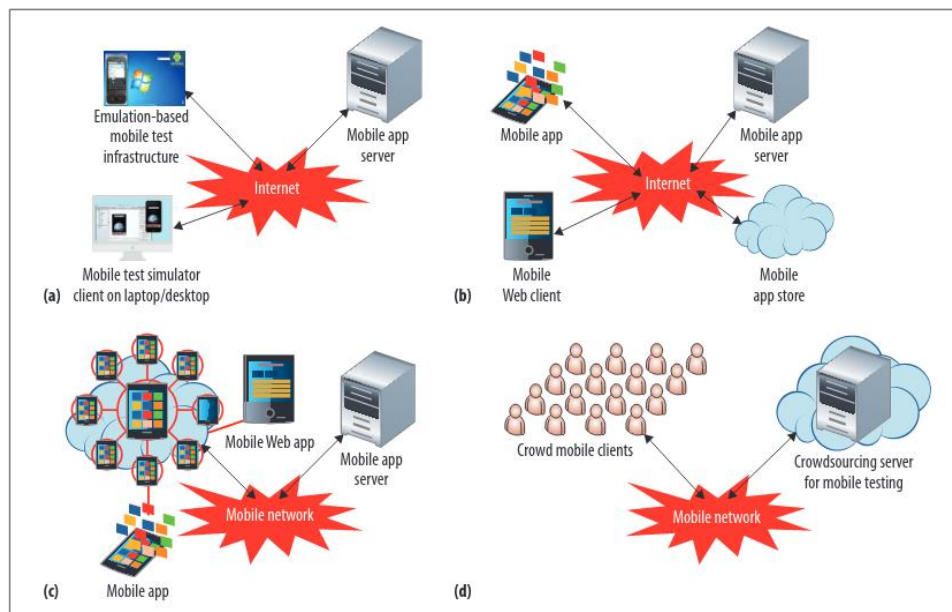 Emulation-based
mobile test
infrastructure
Mobile app
server
Internet
Mobile test simulator
client on laptop/desktop
(a)
Mobile app
Mobile app
server
Internet
Mobile
Web client
Mobile
app store
(b)
Mobile Web app
Mobile app
server
Mobile network
Mobile app
(c)
Crowd mobile clients
Crowdsourcing server
for mobile testing
Mobile network
(d)